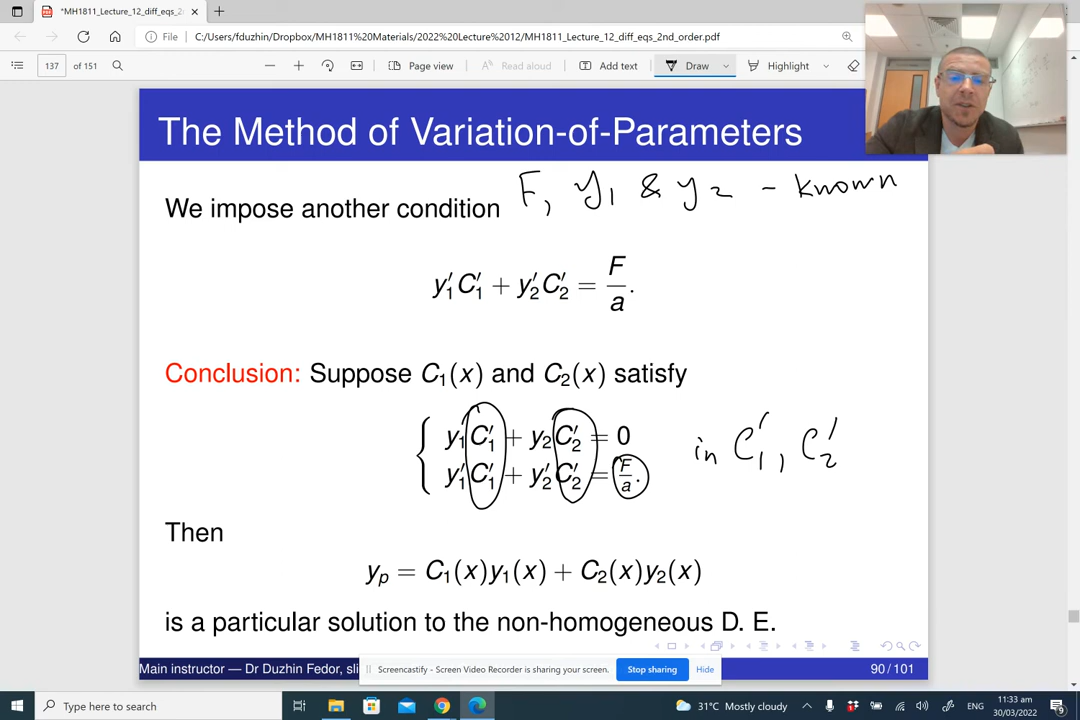 *MH1811_Lecture_12_diff_eqs_2
File
C:/Users/fduzhin/Dropbox/MH1811%20Materials/2022%20Lecture%2012/MH1811_Lecture_12_diff_eqs_2nd_order.pdf
137 of 151
Page view
Read aloud
Add text
Draw
Highlight
The Method of Variation-of-Parameters
We impose another condition F, y1 & y2 - known
y′1C′1 + y′2C′2 = F/a.
Conclusion: Suppose C1(x) and C2(x) satisfy
y1C′1 + y2C′2 = 0
y′1C′1 + y′2C′2 = F/a.
in C′1, C′2
Then
yp = C1(x)y1(x) + C2(x)y2(x)
is a particular solution to the non-homogeneous D. E.
Main instructor — Dr Duzhin Fedor, sli
90 / 101
Screencastify - Screen Video Recorder is sharing your screen.
Stop sharing
Hide
Type here to search
31°C Mostly cloudy
ENG
11:33 am
30/03/2022